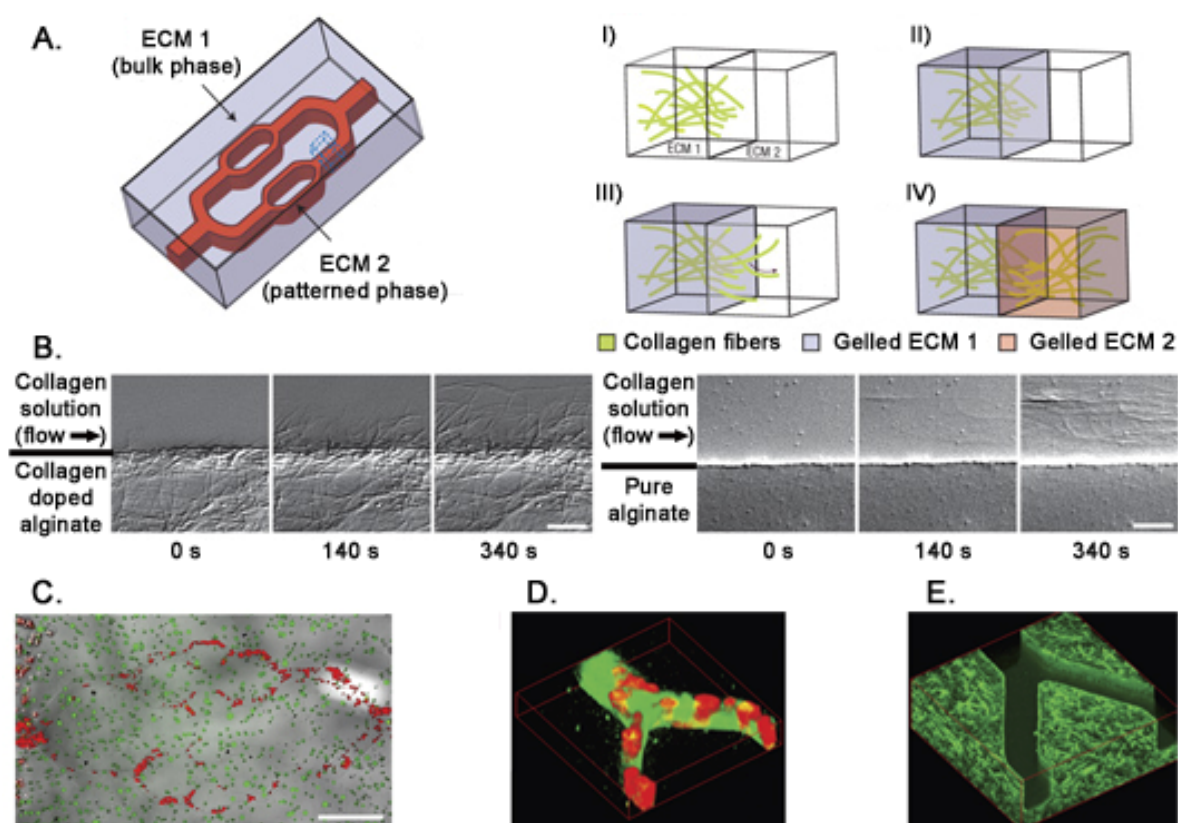 A.
ECM 1
(bulk phase)
ECM 2
(patterned phase)
I)
ECM 1
ECM 2
II)
III)
IV)
Collagen fibers
Gelled ECM 1
Gelled ECM 2
B.
Collagen
solution
(flow ➡)
Collagen
doped
alginate
0 s
140 s
340 s
Collagen
solution
(flow ➡)
Pure
alginate
0 s
140 s
340 s
C.
D.
E.